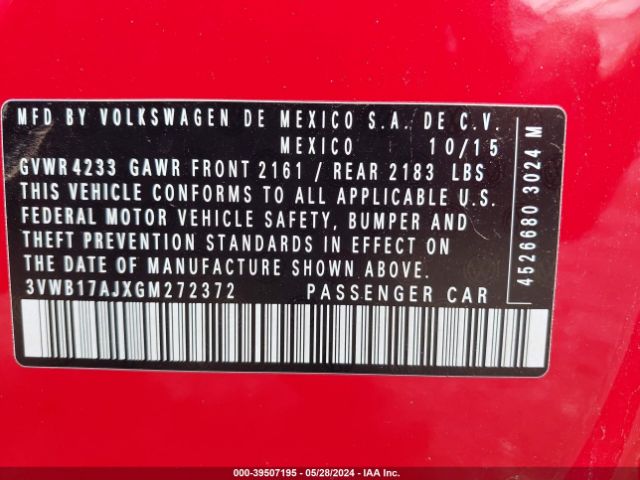 MFD BY VOLKSWAGEN DE MEXICO S.A. DE C.V.
MEXICO 10/15
GVWR 4233 GAWR FRONT 2161 / REAR 2183 LBS
THIS VEHICLE CONFORMS TO ALL APPLICABLE U.S.
FEDERAL MOTOR VEHICLE SAFETY, BUMPER AND
THEFT PREVENTION STANDARDS IN EFFECT ON
THE DATE OF MANUFACTURE SHOWN ABOVE.
3VWB17AJXGM272372 PASSENGER CAR
4526680 3024 M
000-39507195 - 05/28/2024 - IAA Inc.